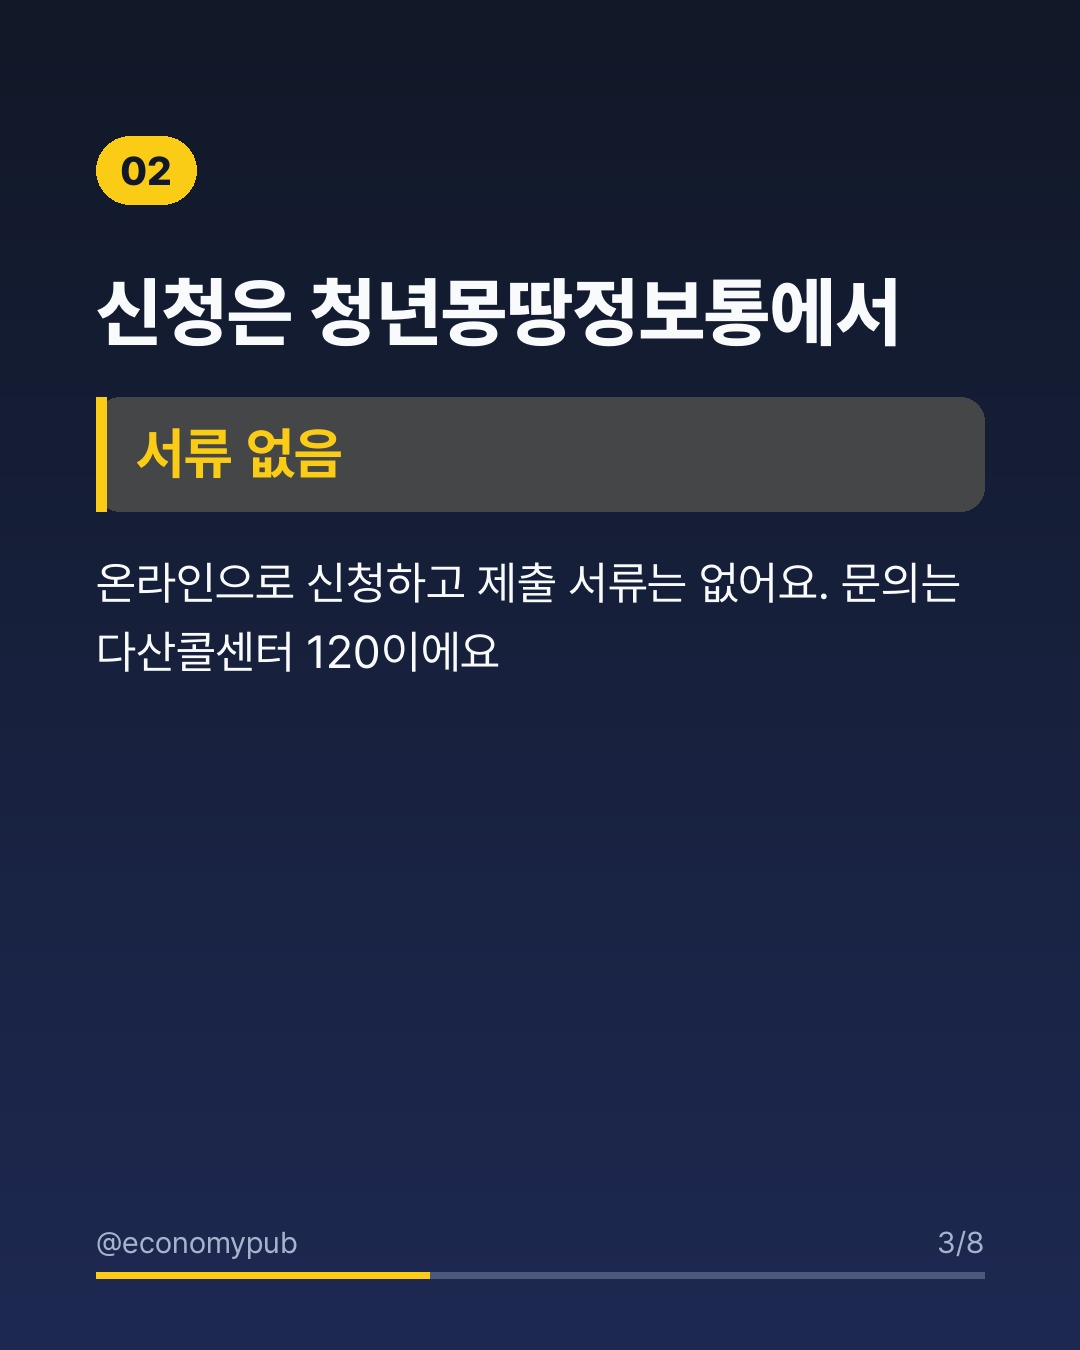 02
신청은 청년몽땅정보통에서
서류 없음
온라인으로 신청하고 제출 서류는 없어요. 문의는
다산콜센터 120이에요
@economypub
3/8